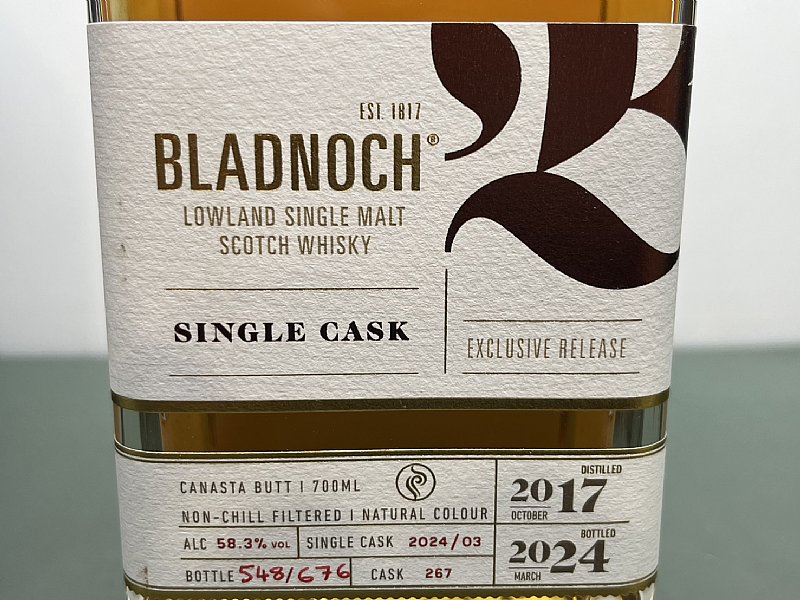 EST. 1817
BLADNOCH®
LOWLAND SINGLE MALT
SCOTCH WHISKY
SINGLE CASK
EXCLUSIVE RELEASE
CANASTA BUTT | 700ML
NON-CHILL FILTERED | NATURAL COLOUR
ALC 58.3% VOL SINGLE CASK 2024/03
BOTTLE 548/676 CASK 267
DISTILLED
2017
OCTOBER
BOTTLED
2024
MARCH